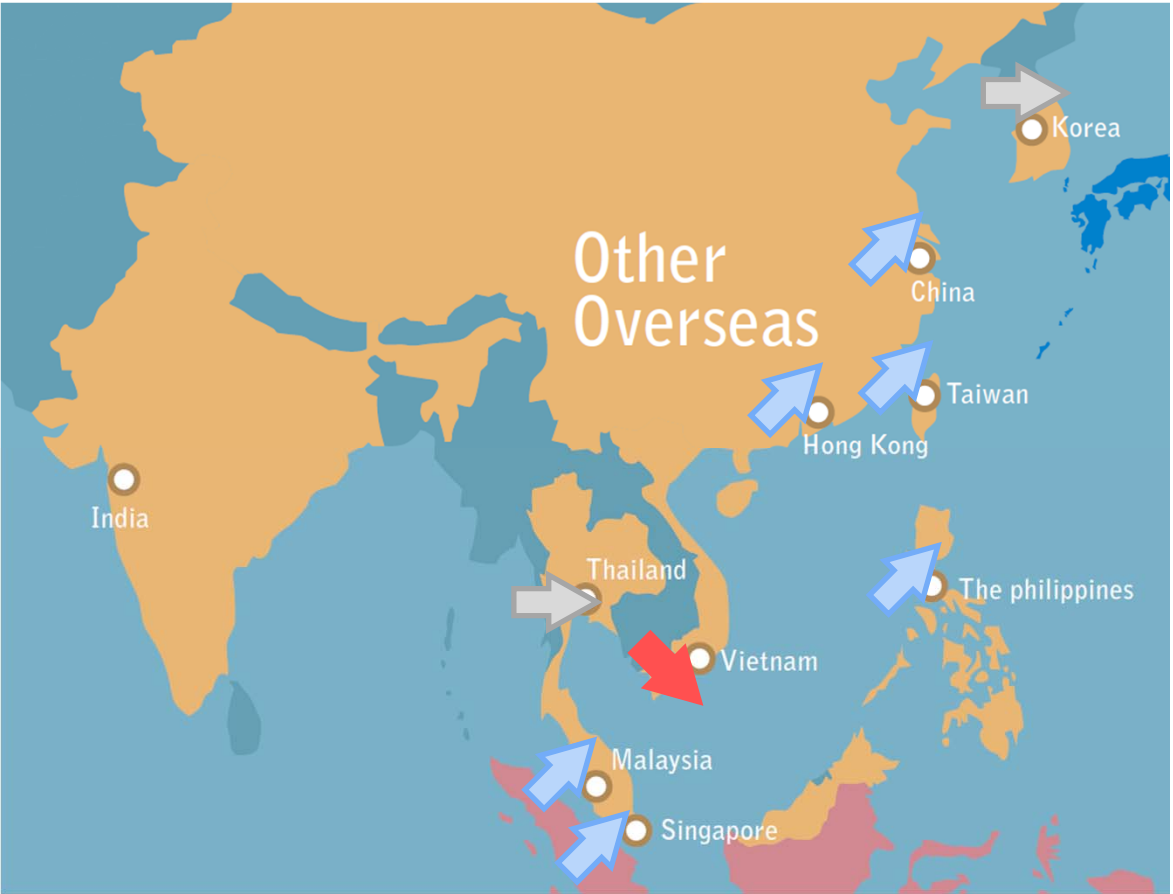 Korea
Other
Overseas
China
Taiwan
Hong Kong
India
Thailand
The philippines
Vietnam
Malaysia
Singapore